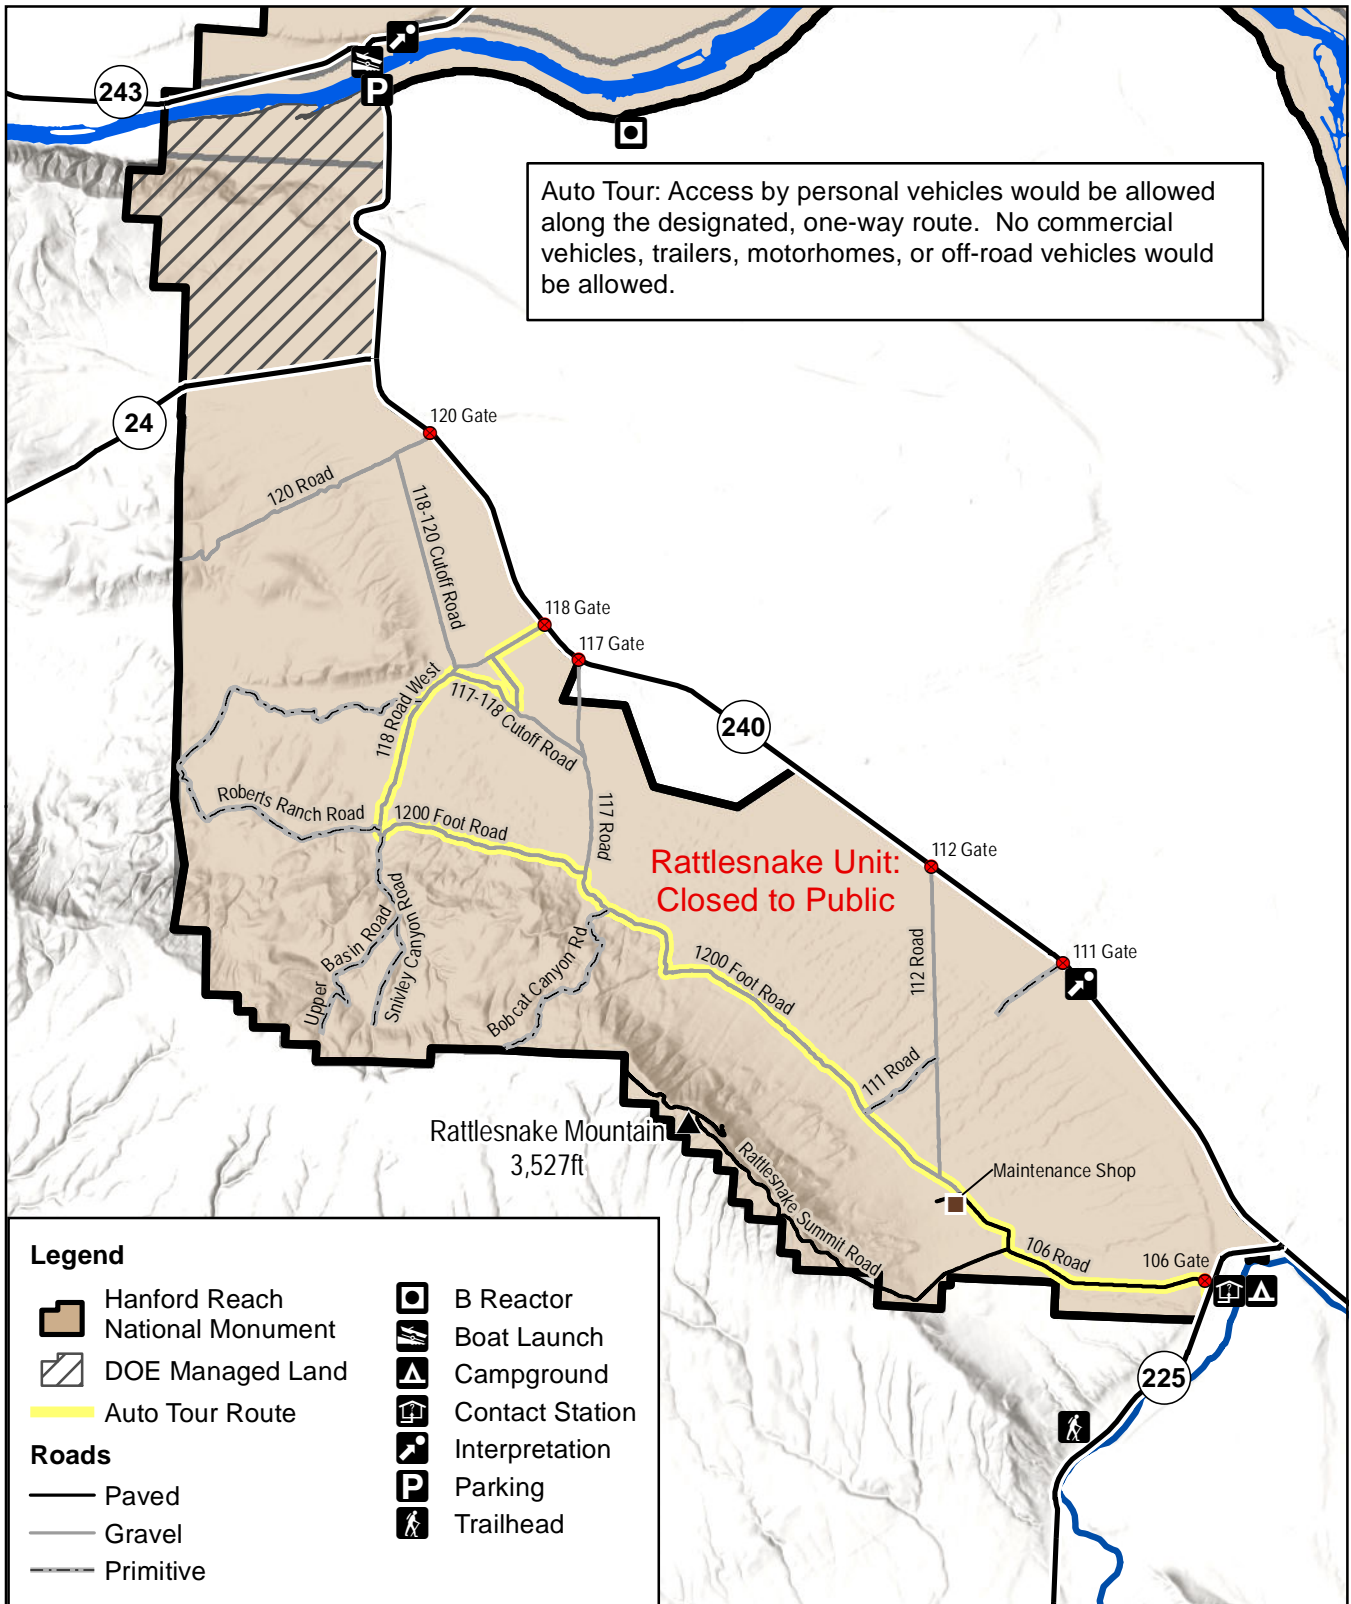 243
P
Auto Tour: Access by personal vehicles would be allowed
along the designated, one-way route.  No commercial
vehicles, trailers, motorhomes, or off-road vehicles would
be allowed.
24
120 Gate
120 Road
118-120 Cutoff Road
118 Gate
117 Gate
118 Road West
117-118 Cutoff Road
240
Roberts Ranch Road
1200 Foot Road
117 Road
112 Gate
Rattlesnake Unit:
Closed to Public
Upper Basin Road
Snivley Canyon Road
Bobcat Canyon Rd
1200 Foot Road
112 Road
111 Gate
111 Road
Rattlesnake Mountain
3,527ft
Rattlesnake Summit Road
Maintenance Shop
106 Road
106 Gate
225
Legend
Hanford Reach
National Monument
DOE Managed Land
Auto Tour Route
Roads
Paved
Gravel
Primitive
B Reactor
Boat Launch
Campground
? Contact Station
Interpretation
P Parking
Trailhead